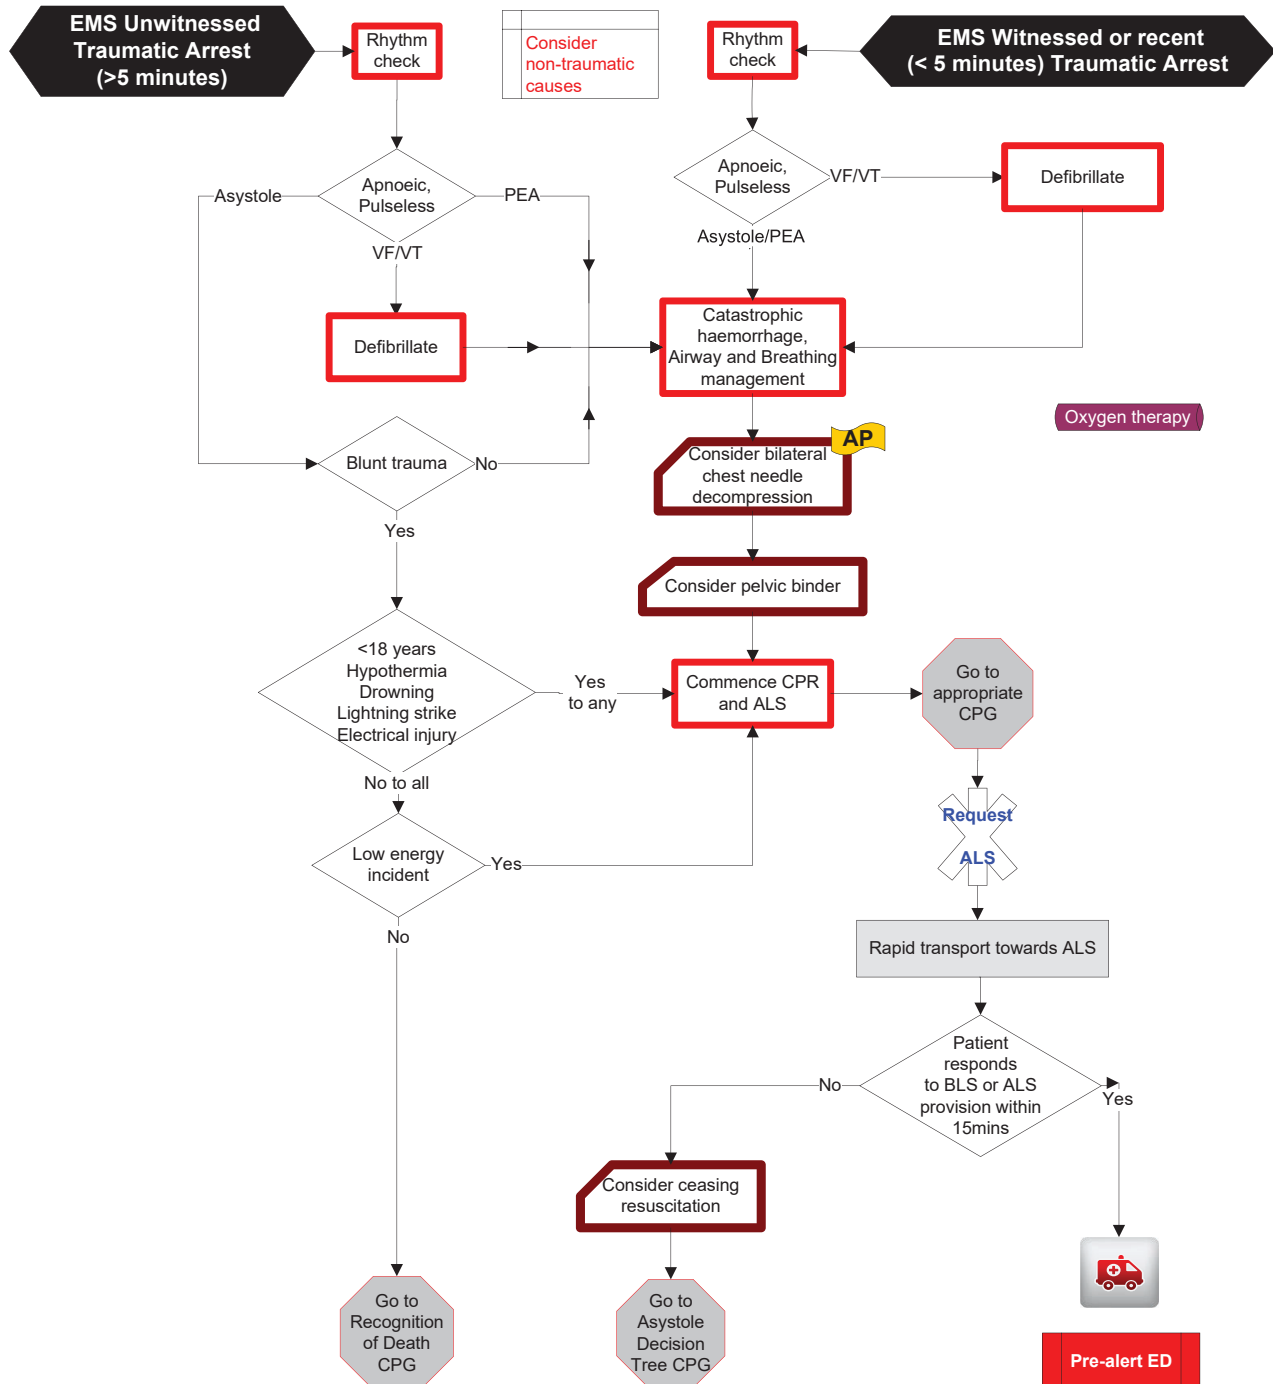 EMS Unwitnessed
Traumatic Arrest
(>5 minutes)
Rhythm
check
Consider
non-traumatic
causes
Rhythm
check
EMS Witnessed or recent
(< 5 minutes) Traumatic Arrest
Apnoeic,
Pulseless
Asystole
PEA
VF/VT
Apnoeic,
Pulseless
VF/VT
Defibrillate
Asystole/PEA
Defibrillate
Catastrophic
haemorrhage,
Airway and Breathing
management
Oxygen therapy
Blunt trauma
No
Yes
AP
Consider bilateral
chest needle
decompression
Consider pelvic binder
<18 years
Hypothermia
Drowning
Lightning strike
Electrical injury
Yes
to any
Commence CPR
and ALS
Go to
appropriate
CPG
No to all
Request
ALS
Low energy
incident
Yes
No
Rapid transport towards ALS
Patient
responds
to BLS or ALS
provision within
15mins
No
Yes
Consider ceasing
resuscitation
Go to
Recognition
of Death
CPG
Go to
Asystole
Decision
Tree CPG
Pre-alert ED